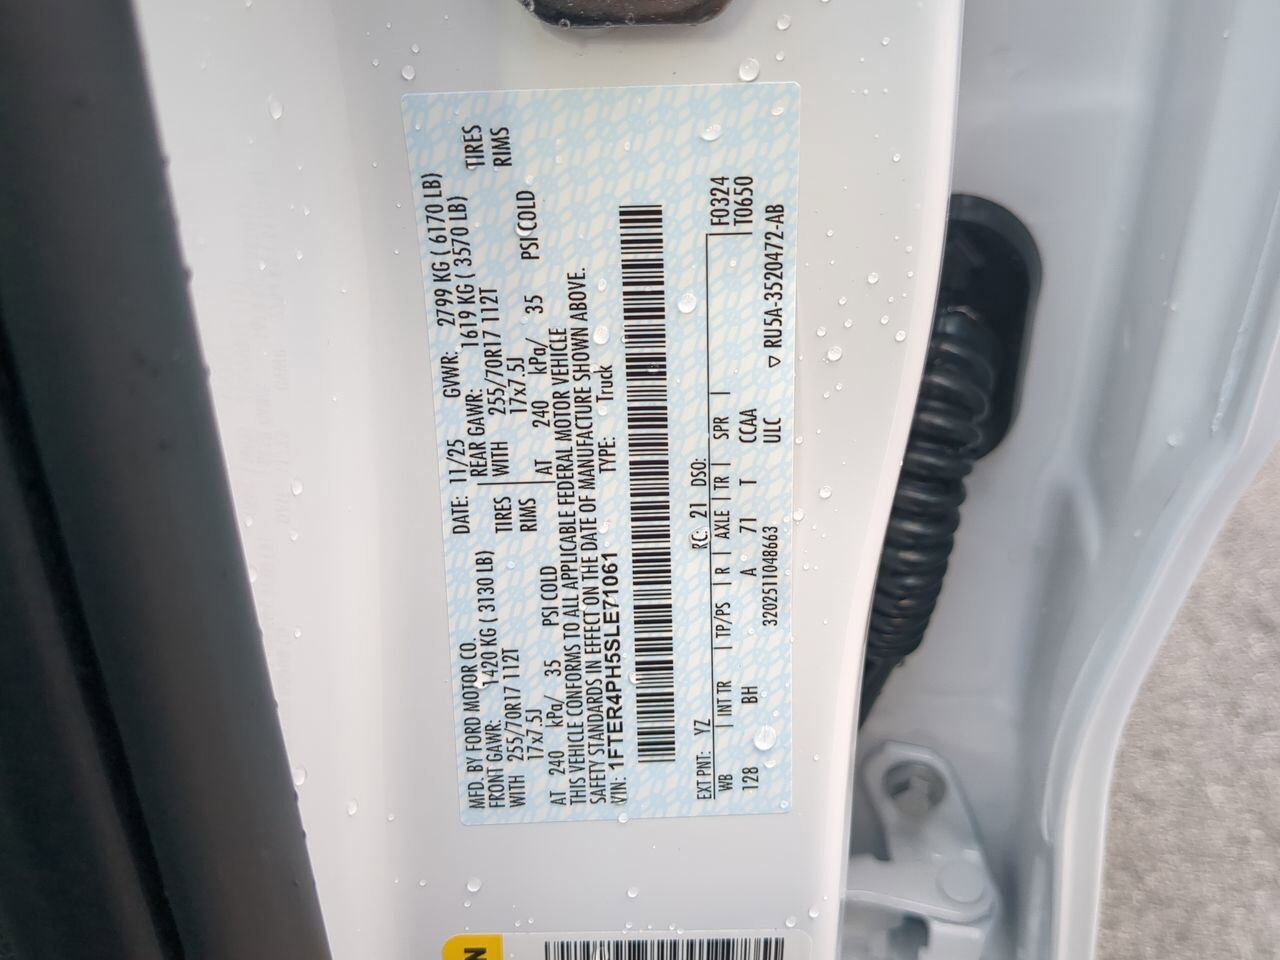 MFD. BY FORD MOTOR CO. DATE: 11/25 GVWR: 2799 KG ( 6170 LB)
FRONT GAWR: 1420 KG ( 3130 LB) REAR GAWR: 1619 KG ( 3570 LB)
WITH 255/70R17 112T TIRES WITH 255/70R17 112T TIRES
17x7.5J RIMS 17x7.5J RIMS
AT 240 kPa/ 35 PSI COLD AT 240 kPa/ 35 PSI COLD
THIS VEHICLE CONFORMS TO ALL APPLICABLE FEDERAL MOTOR VEHICLE
SAFETY STANDARDS IN EFFECT ON THE DATE OF MANUFACTURE SHOWN ABOVE.
VIN: 1FTER4PH5SLE71061 TYPE: Truck
F0324
T0650
EXT PNT: YZ RC: 21 DSO:
WB INT TR TP/PS R AXLE TR SPR
128 BH A 71 T CCAA
3202511048663 ULC ▽ RU5A-3520472-AB